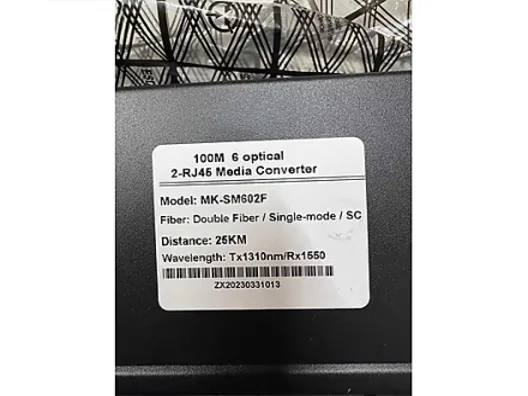 100M 6 optical
2-RJ45 Media Converter
Model: MK-SM602F
Fiber: Double Fiber / Single-mode / SC
Distance: 25KM
Wavelength: Tx1310nm/Rx1550
ZX20230331013